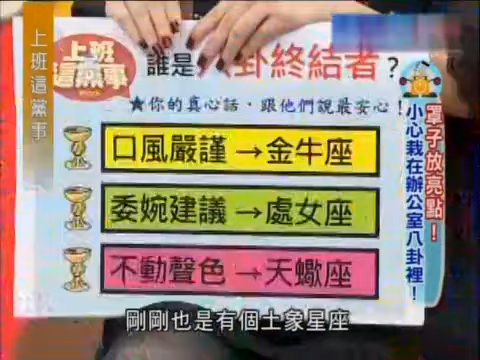 上班這黨事
上班
這黨事
誰是八卦終結者?
★你的真心話,跟他們說最安心!
口風嚴謹→金牛座
委婉建議→處女座
不動聲色→天蠍座
罩子放亮點!
小心栽在辦公室八卦裡!
剛剛也是有個土象星座